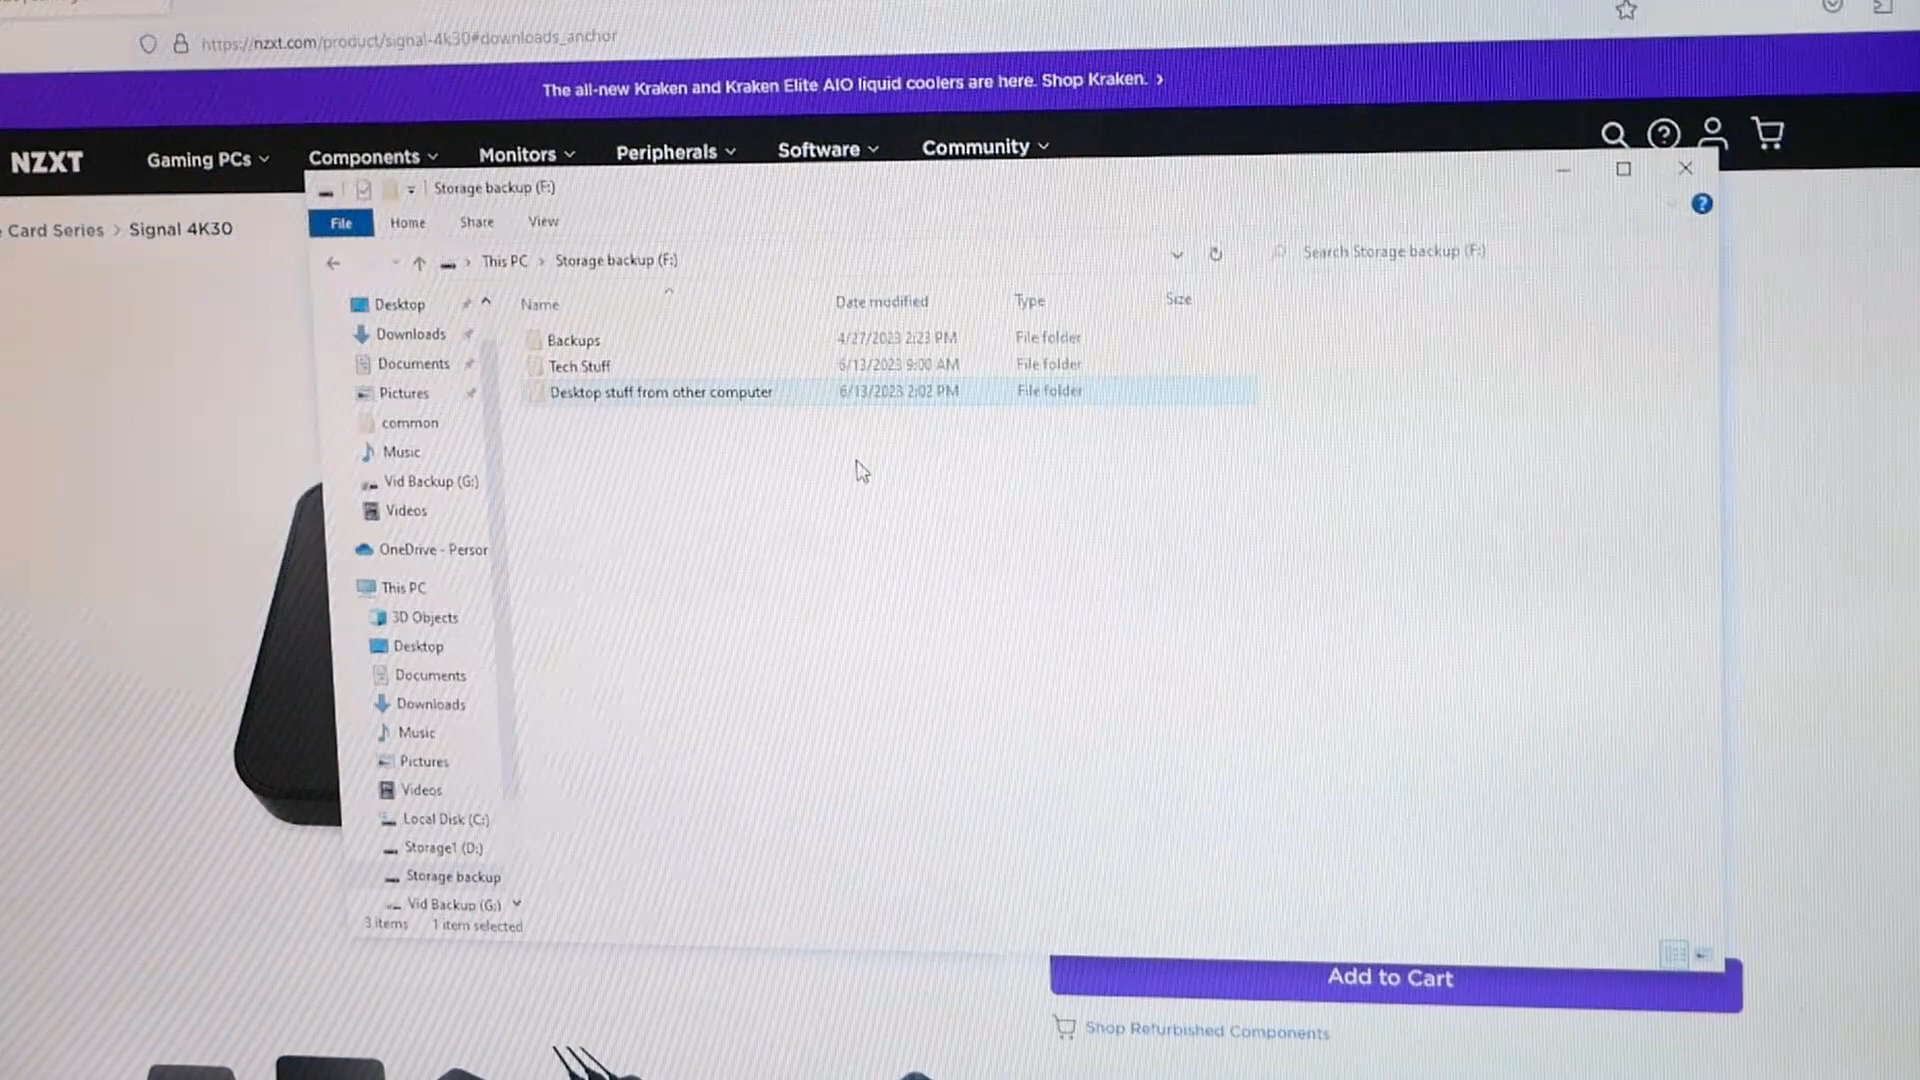 https://nzxt.com/product/signal-4k30#downloads_anchor
The all-new Kraken and Kraken Elite AIO liquid coolers are here. Shop Kraken. >
NZXT
Gaming PCs
Components
Monitors
Peripherals
Software
Community
Card Series > Signal 4K30
Storage backup (F:)
File
Home
Share
View
This PC > Storage backup (F:)
Search Storage backup (F:)
Name
Date modified
Type
Size
Backups
4/27/2023 2:23 PM
File folder
Tech Stuff
6/13/2023 9:00 AM
File folder
Desktop stuff from other computer
6/13/2023 2:02 PM
File folder
Desktop
Downloads
Documents
Pictures
common
Music
Vid Backup (G:)
Videos
OneDrive - Persor
This PC
3D Objects
Desktop
Documents
Downloads
Music
Pictures
Videos
Local Disk (C:)
Storage1 (D:)
Storage backup
Vid Backup (G:)
3 items
1 item selected
Add to Cart
Shop Refurbished Components